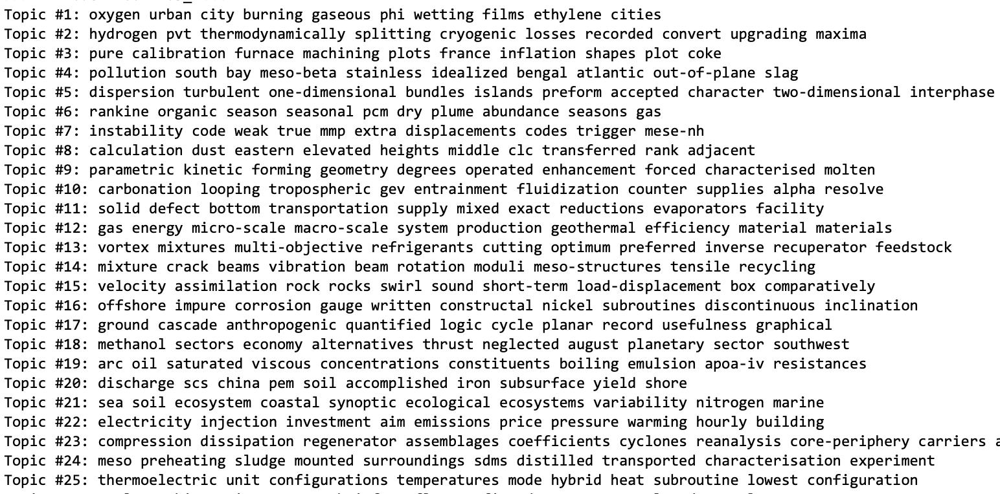 Topic #1: oxygen urban city burning gaseous phi wetting films ethylene cities
Topic #2: hydrogen pvt thermodynamically splitting cryogenic losses recorded convert upgrading maxima
Topic #3: pure calibration furnace machining plots france inflation shapes plot coke
Topic #4: pollution south bay meso-beta stainless idealized bengal atlantic out-of-plane slag
Topic #5: dispersion turbulent one-dimensional bundles islands preform accepted character two-dimensional interphase
Topic #6: rankine organic season seasonal pcm dry plume abundance seasons gas
Topic #7: instability code weak true mmp extra displacements codes trigger mese-nh
Topic #8: calculation dust eastern elevated heights middle clc transferred rank adjacent
Topic #9: parametric kinetic forming geometry degrees operated enhancement forced characterised molten
Topic #10: carbonation looping tropospheric gev entrainment fluidization counter supplies alpha resolve
Topic #11: solid defect bottom transportation supply mixed exact reductions evaporators facility
Topic #12: gas energy micro-scale macro-scale system production geothermal efficiency material materials
Topic #13: vortex mixtures multi-objective refrigerants cutting optimum preferred inverse recuperator feedstock
Topic #14: mixture crack beams vibration beam rotation moduli meso-structures tensile recycling
Topic #15: velocity assimilation rock rocks swirl sound short-term load-displacement box comparatively
Topic #16: offshore impure corrosion gauge written constructal nickel subroutines discontinuous inclination
Topic #17: ground cascade anthropogenic quantified logic cycle planar record usefulness graphical
Topic #18: methanol sectors economy alternatives thrust neglected august planetary sector southwest
Topic #19: arc oil saturated viscous concentrations constituents boiling emulsion apoa-iv resistances
Topic #20: discharge scs china pem soil accomplished iron subsurface yield shore
Topic #21: sea soil ecosystem coastal synoptic ecological ecosystems variability nitrogen marine
Topic #22: electricity injection investment aim emissions price pressure warming hourly building
Topic #23: compression dissipation regenerator assemblages coefficients cyclones reanalysis core-periphery carriers
Topic #24: meso preheating sludge mounted surroundings sdms distilled transported characterisation experiment
Topic #25: thermoelectric unit configurations temperatures mode hybrid heat subroutine lowest configuration